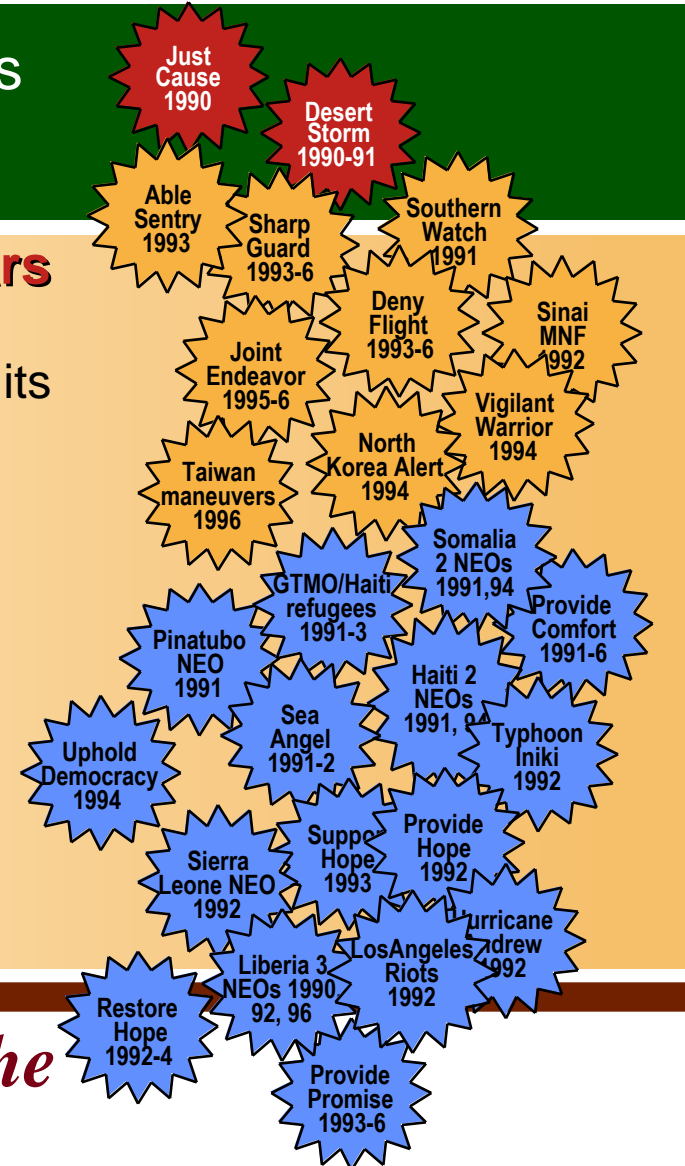 s
Just
Cause
1990
Desert
Storm
1990-91
Able
Sentry
1993
Sharp
Guard
1993-6
Southern
Watch
1991
rs
Deny
Flight
1993-6
Sinai
MNF
1992
Joint
Endeavor
1995-6
its
Vigilant
Warrior
1994
North
Korea Alert
1994
Taiwan
maneuvers
1996
Somalia
2 NEOs
1991,94
GTMO/Haiti
refugees
1991-3
Provide
Comfort
1991-6
Pinatubo
NEO
1991
Haiti 2
NEOs
1991, 94
Sea
Angel
1991-2
Typhoon
Iniki
1992
Uphold
Democracy
1994
Suppo
Hope
1993
Provide
Hope
1992
Sierra
Leone NEO
1992
urricane
drew
1992
Liberia 3
NEOs 1990
92, 96
LosAngeles
Riots
1992
Restore
Hope
1992-4
he
Provide
Promise
1993-6